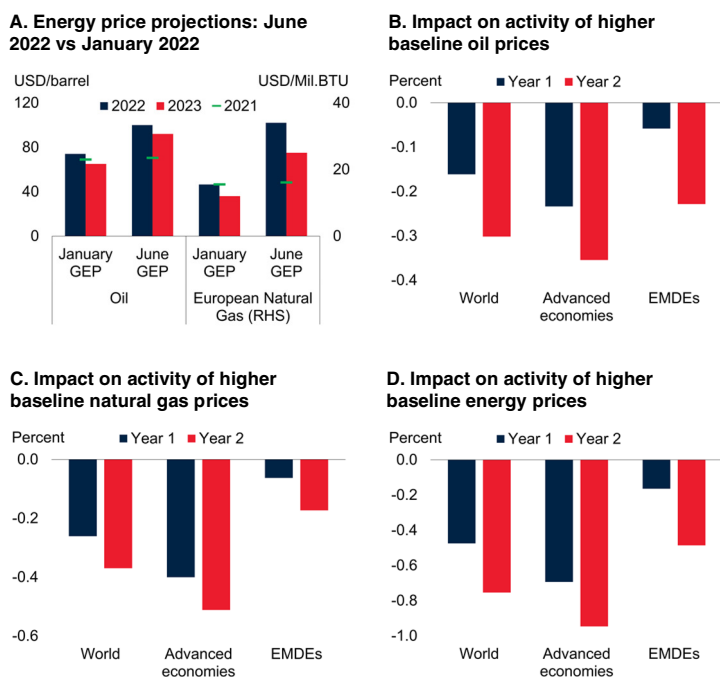 A. Energy price projections: June
2022 vs January 2022
USD/barrel
USD/Mil.BTU
120
40
2022
2023
2021
80
20
40
0
0
January
GEP
June
GEP
January
GEP
June
GEP
Oil
European Natural
Gas (RHS)
B. Impact on activity of higher
baseline oil prices
Percent
Year 1
Year 2
0.0
-0.1
-0.2
-0.3
-0.4
World
Advanced
economies
EMDEs
C. Impact on activity of higher
baseline natural gas prices
Percent
Year 1
Year 2
0.0
-0.2
-0.4
-0.6
World
Advanced
economies
EMDEs
D. Impact on activity of higher
baseline energy prices
Percent
Year 1
Year 2
0.0
-0.2
-0.4
-0.6
-0.8
-1.0
World
Advanced
economies
EMDEs